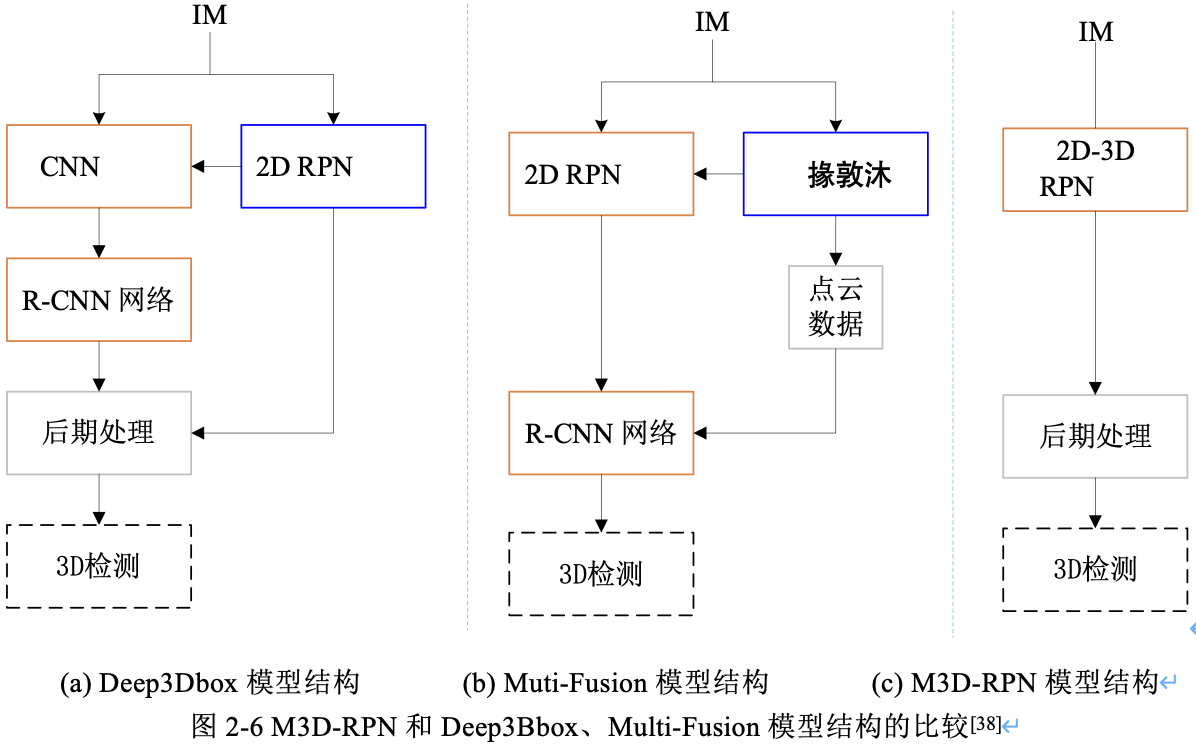 IM
CNN
2D RPN
R-CNN 网络
后期处理
3D检测
IM
2D RPN
掾敦沐
点云
数据
R-CNN 网络
3D检测
IM
2D-3D
RPN
后期处理
3D检测
(a) Deep3Dbox 模型结构
(b) Muti-Fusion 模型结构
(c) M3D-RPN 模型结构
图 2-6 M3D-RPN 和 Deep3Bbox、Multi-Fusion 模型结构的比较[38]